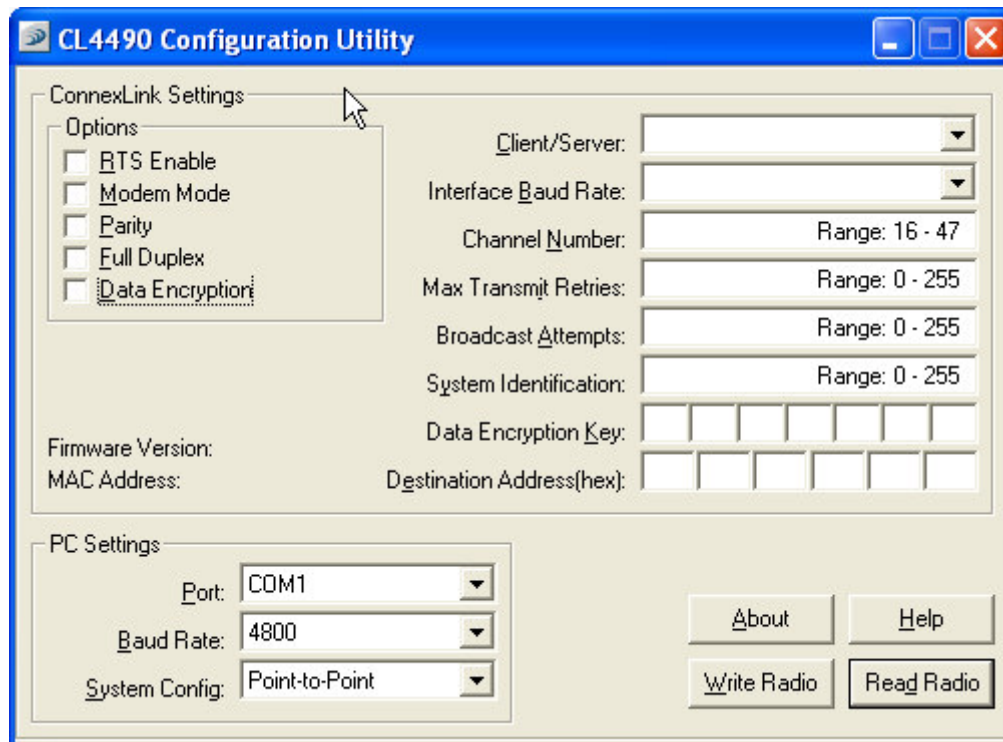 CL4490 Configuration Utility
ConnexLink Settings
Options
RTS Enable
Modem Mode
Parity
Full Duplex
Data Encryption
Client/Server:
Interface Baud Rate:
Channel Number: Range: 16 - 47
Max Transmit Retries: Range: 0 - 255
Broadcast Attempts: Range: 0 - 255
System Identification: Range: 0 - 255
Data Encryption Key:
Destination Address(hex):
Firmware Version:
MAC Address:
PC Settings
Port: COM1
Baud Rate: 4800
System Config: Point-to-Point
About
Help
Write Radio
Read Radio